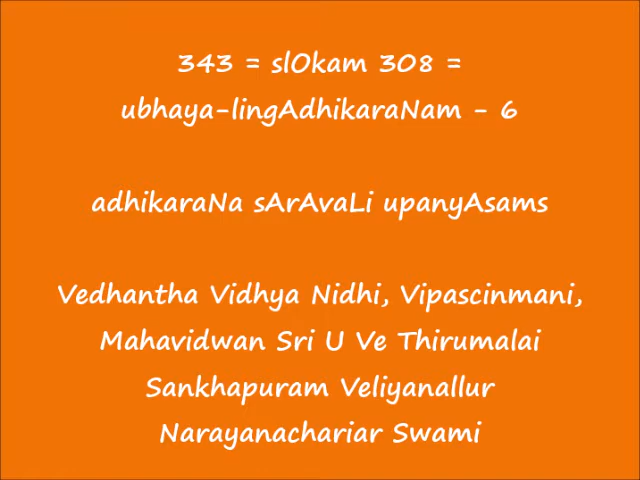 343 = slOkam 308 =
ubhaya-lingAdhikaraNam - 6
adhikaraNa sArAvaLi upanyAsams
Vedhantha Vidhya Nidhi, Vipascinmani,
Mahavidwan Sri U Ve Thirumalai
Sankhapuram Veliyanallur
Narayanachariar Swami